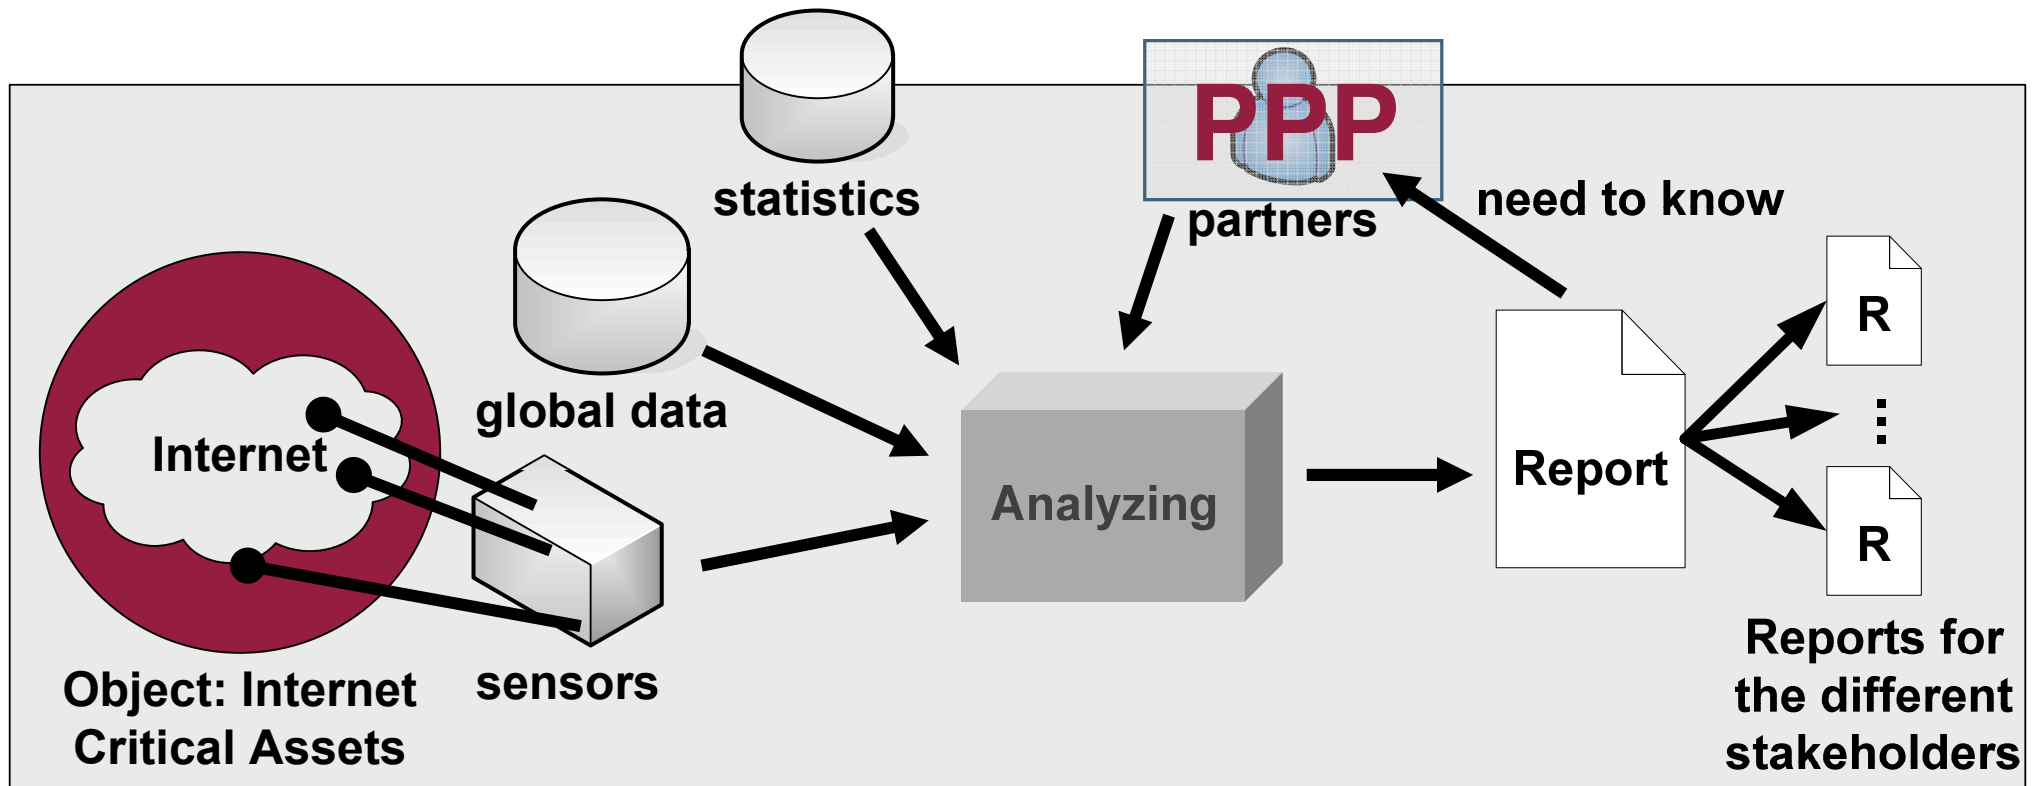 PPP
statistics
partners
need to know
global data
Internet
sensors
Object: Internet
Critical Assets
Analyzing
Report
R
⋮
R
Reports for
the different
stakeholders